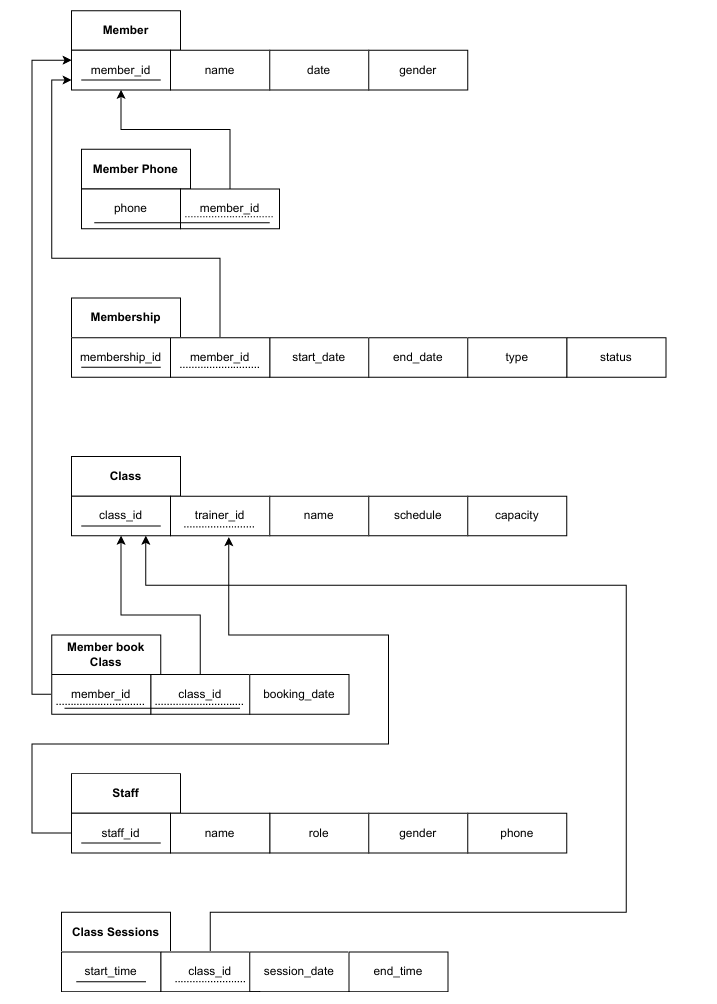 Member
member_id name date gender
Member Phone
phone member_id
Membership
membership_id member_id start_date end_date type status
Class
class_id trainer_id name schedule capacity
Member book
Class
member_id class_id booking_date
Staff
staff_id name role gender phone
Class Sessions
start_time class_id session_date end_time